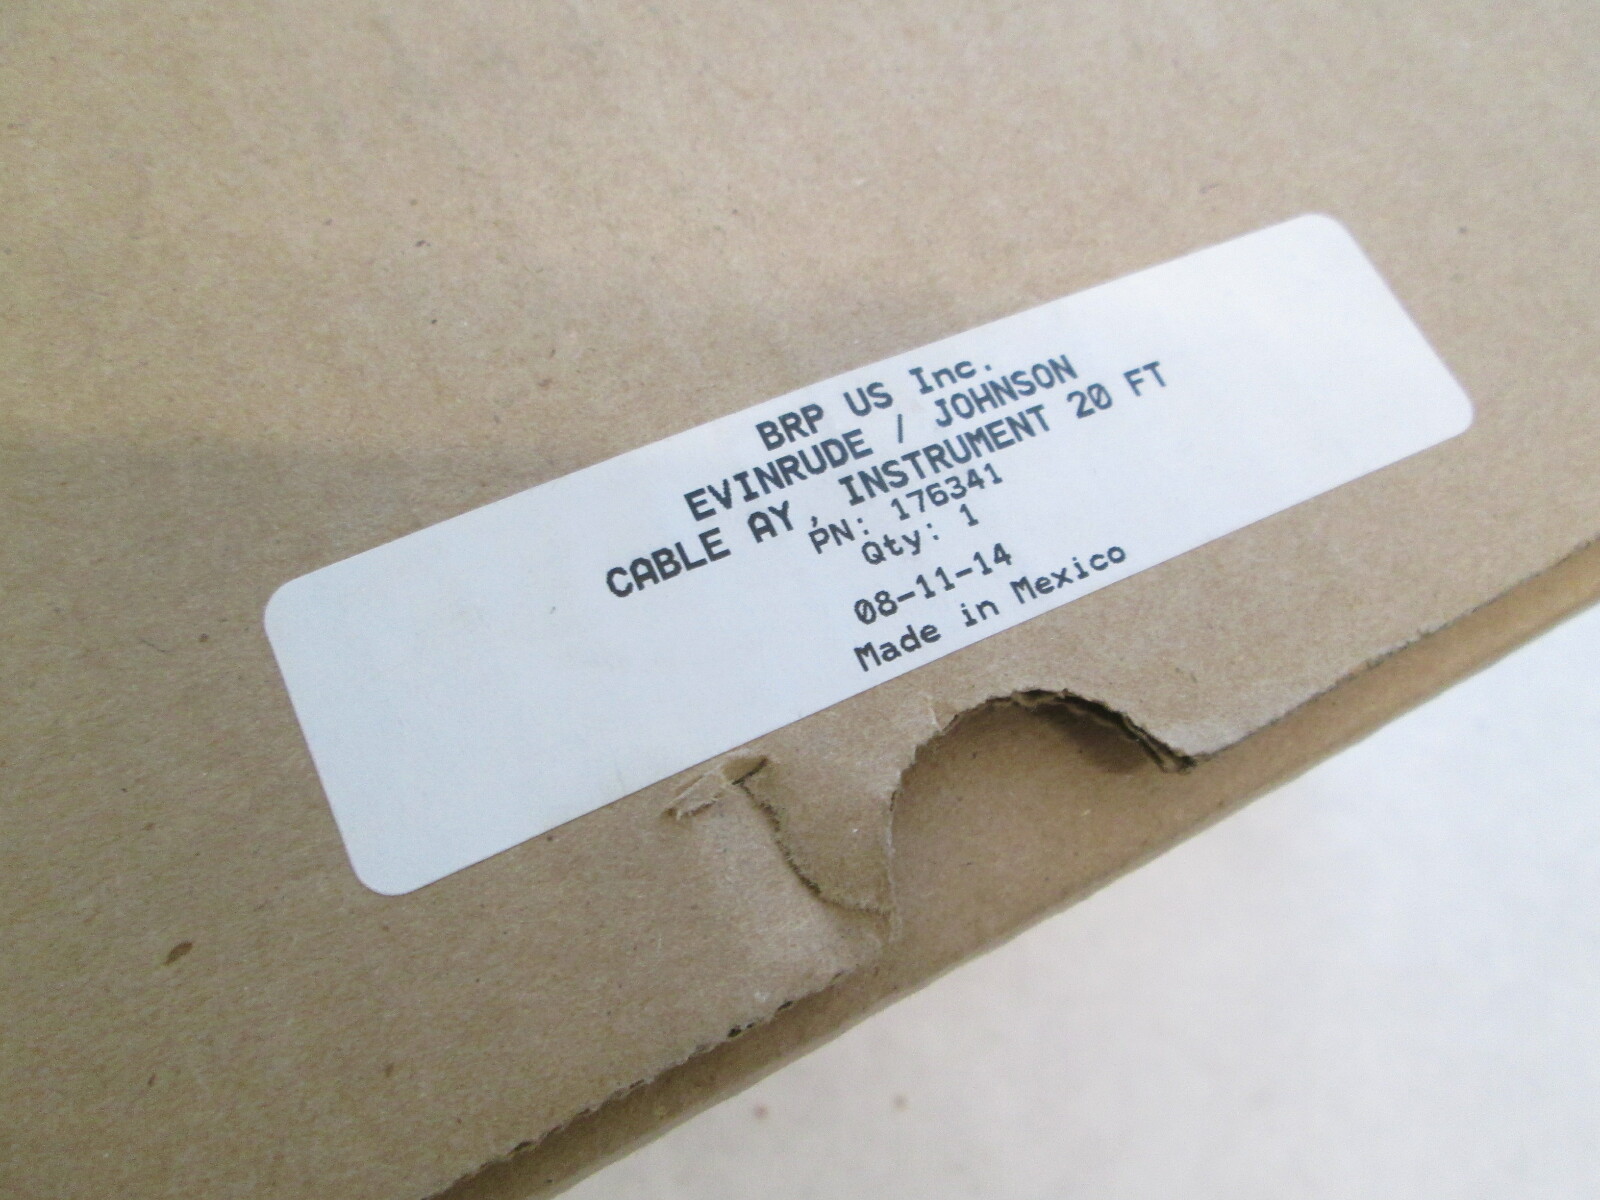 BRP US Inc.
EVINRUDE / JOHNSON
CABLE AY, INSTRUMENT 20 FT
PN: 176341
Qty: 1
08-11-14
Made in Mexico